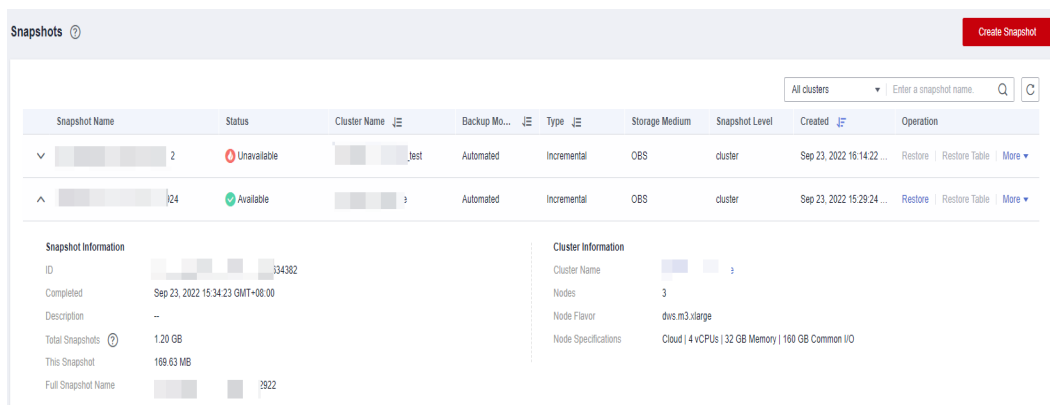 Snapshots ?
Create Snapshot
All clusters Enter a snapshot name.
Snapshot Name Status Cluster Name Backup Mo... Type Storage Medium Snapshot Level Created Operation
2 Unavailable _test Automated Incremental OBS cluster Sep 23, 2022 16:14:22 ... Restore | Restore Table | More
924 Available e Automated Incremental OBS cluster Sep 23, 2022 15:29:24 ... Restore | Restore Table | More
Snapshot Information Cluster Information
ID 634382 Cluster Name e
Completed Sep 23, 2022 15:34:23 GMT+08:00 Nodes 3
Description -- Node Flavor dws.m3.xlarge
Total Snapshots ? 1.20 GB Node Specifications Cloud | 4 vCPUs | 32 GB Memory | 160 GB Common I/O
This Snapshot 169.63 MB
Full Snapshot Name 2922